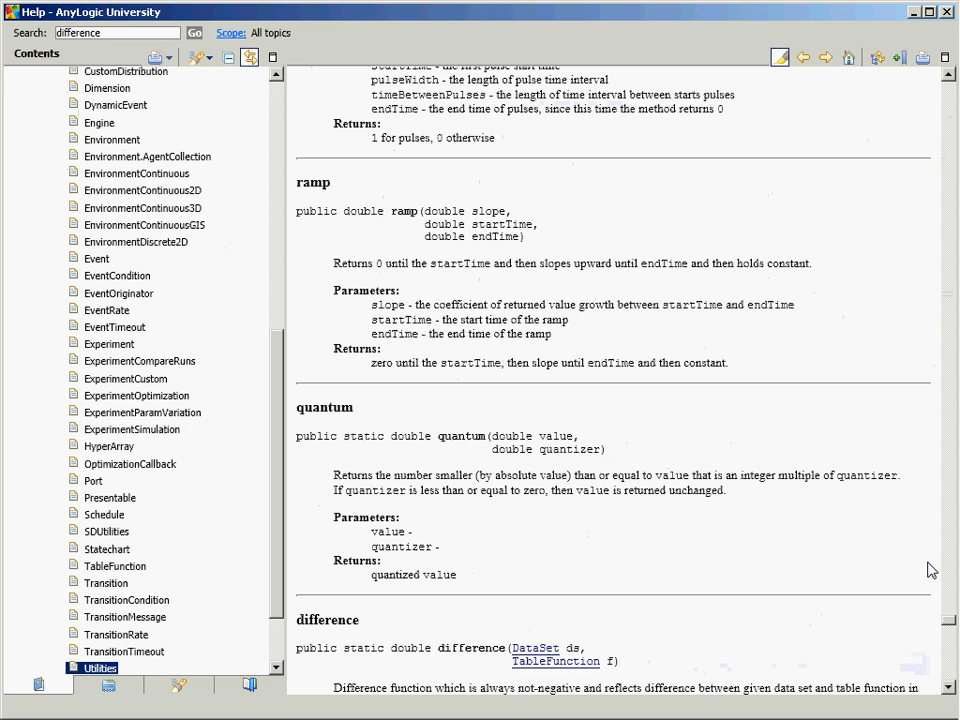 Help - AnyLogic University
Search: difference Go Scope: All topics
Contents
CustomDistribution
Dimension
DynamicEvent
Engine
Environment
Environment.AgentCollection
EnvironmentContinuous
EnvironmentContinuous2D
EnvironmentContinuous3D
EnvironmentContinuousGIS
EnvironmentDiscrete2D
Event
EventCondition
EventOriginator
EventRate
EventTimeout
Experiment
ExperimentCompareRuns
ExperimentCustom
ExperimentOptimization
ExperimentParamVariation
ExperimentSimulation
HyperArray
OptimizationCallback
Port
Presentable
Schedule
SDUtilities
Statechart
TableFunction
Transition
TransitionCondition
TransitionMessage
TransitionRate
TransitionTimeout
Utilities
startTime - the first pulse start time
pulseWidth - the length of pulse time interval
timeBetweenPulses - the length of time interval between starts pulses
endTime - the end time of pulses, since this time the method returns 0
Returns:
1 for pulses, 0 otherwise
ramp
public double ramp(double slope,
double startTime,
double endTime)
Returns 0 until the startTime and then slopes upward until endTime and then holds constant.
Parameters:
slope - the coefficient of returned value growth between startTime and endTime
startTime - the start time of the ramp
endTime - the end time of the ramp
Returns:
zero until the startTime, then slope until endTime and then constant.
quantum
public static double quantum(double value,
double quantizer)
Returns the number smaller (by absolute value) than or equal to value that is an integer multiple of quantizer.
If quantizer is less than or equal to zero, then value is returned unchanged.
Parameters:
value -
quantizer -
Returns:
quantized value
difference
public static double difference(DataSet ds,
TableFunction f)
Difference function which is always not-negative and reflects difference between given data set and table function in